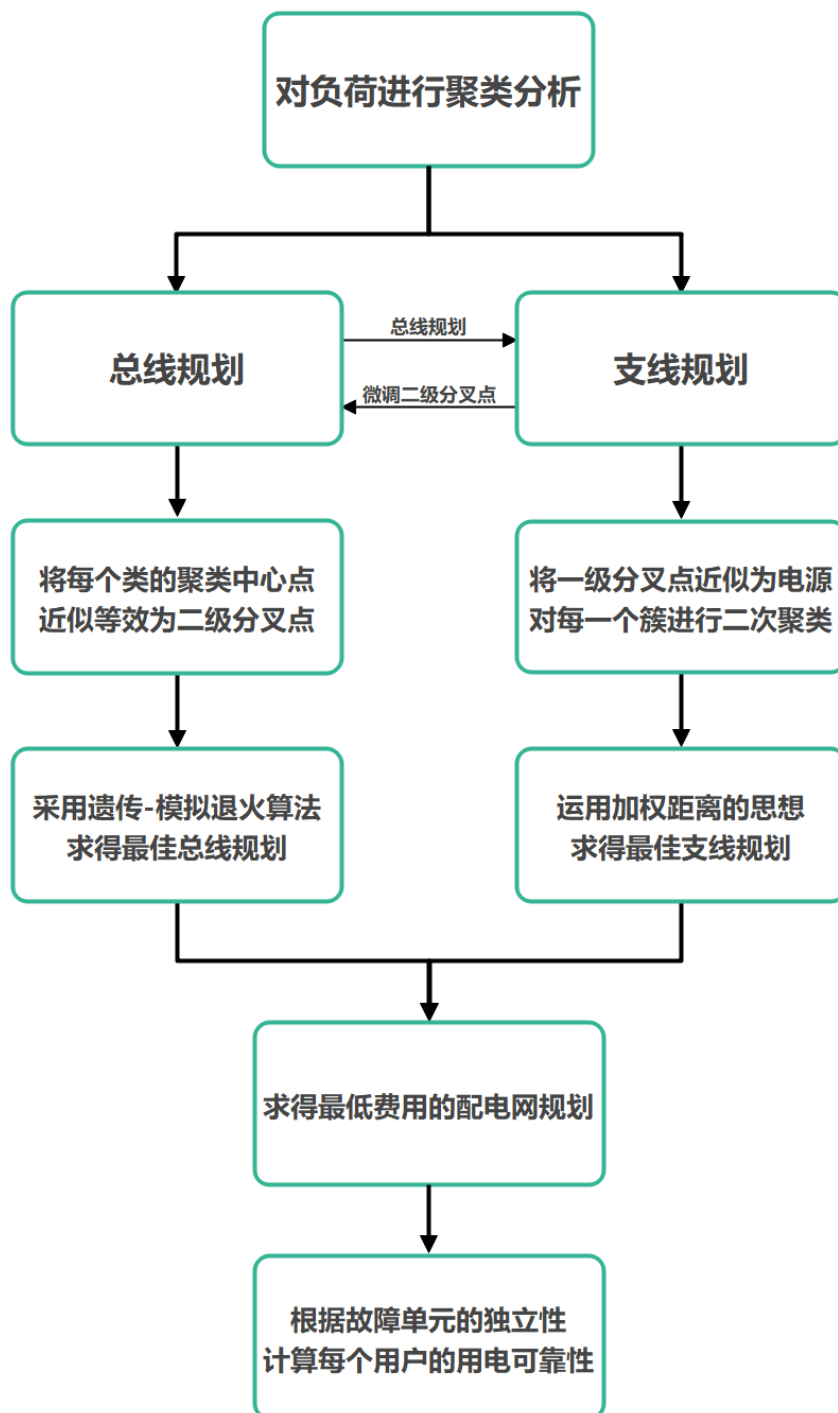 对负荷进行聚类分析
总线规划
总线规划
微调二级分叉点
支线规划
将每个类的聚类中心点
近似等效为二级分叉点
将一级分叉点近似为电源
对每一个簇进行二次聚类
采用遗传-模拟退火算法
求得最佳总线规划
运用加权距离的思想
求得最佳支线规划
求得最低费用的配电网规划
根据故障单元的独立性
计算每个用户的用电可靠性